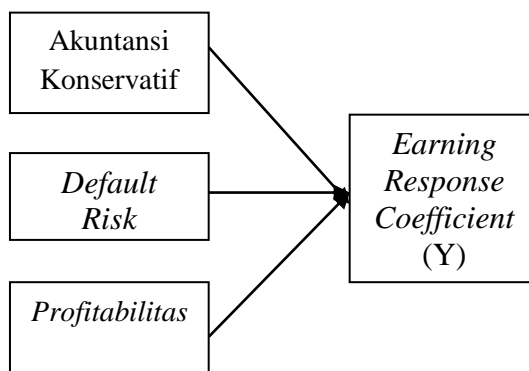 Akuntansi
Konservatif
Default
Risk
Profitabilitas
Earning
Response
Coefficient
(Y)